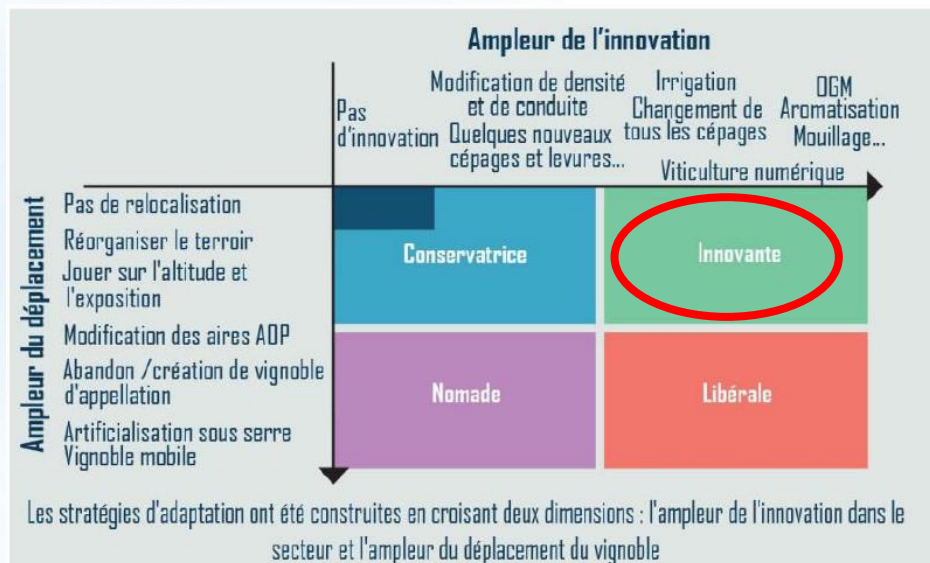 Ampleur de l'innovation
Pas
d'innovation
Modification de densité
et de conduite
Quelques nouveaux
cépages et levures...
Irrigation
Changement de
tous les cépages
OGM
Aromatisation
Mouillage...
Viticulture numérique
Ampleur du déplacement
Pas de relocalisation
Réorganiser le terroir
Jouer sur l'altitude et
l'exposition
Modification des aires AOP
Abandon /création de vignoble
d'appellation
Artificialisation sous serre
Vignoble mobile
Conservatrice
Innovante
Nomade
Libérale
Les stratégies d'adaptation ont été construites en croisant deux dimensions : l'ampleur de l'innovation dans le
secteur et l'ampleur du déplacement du vignoble